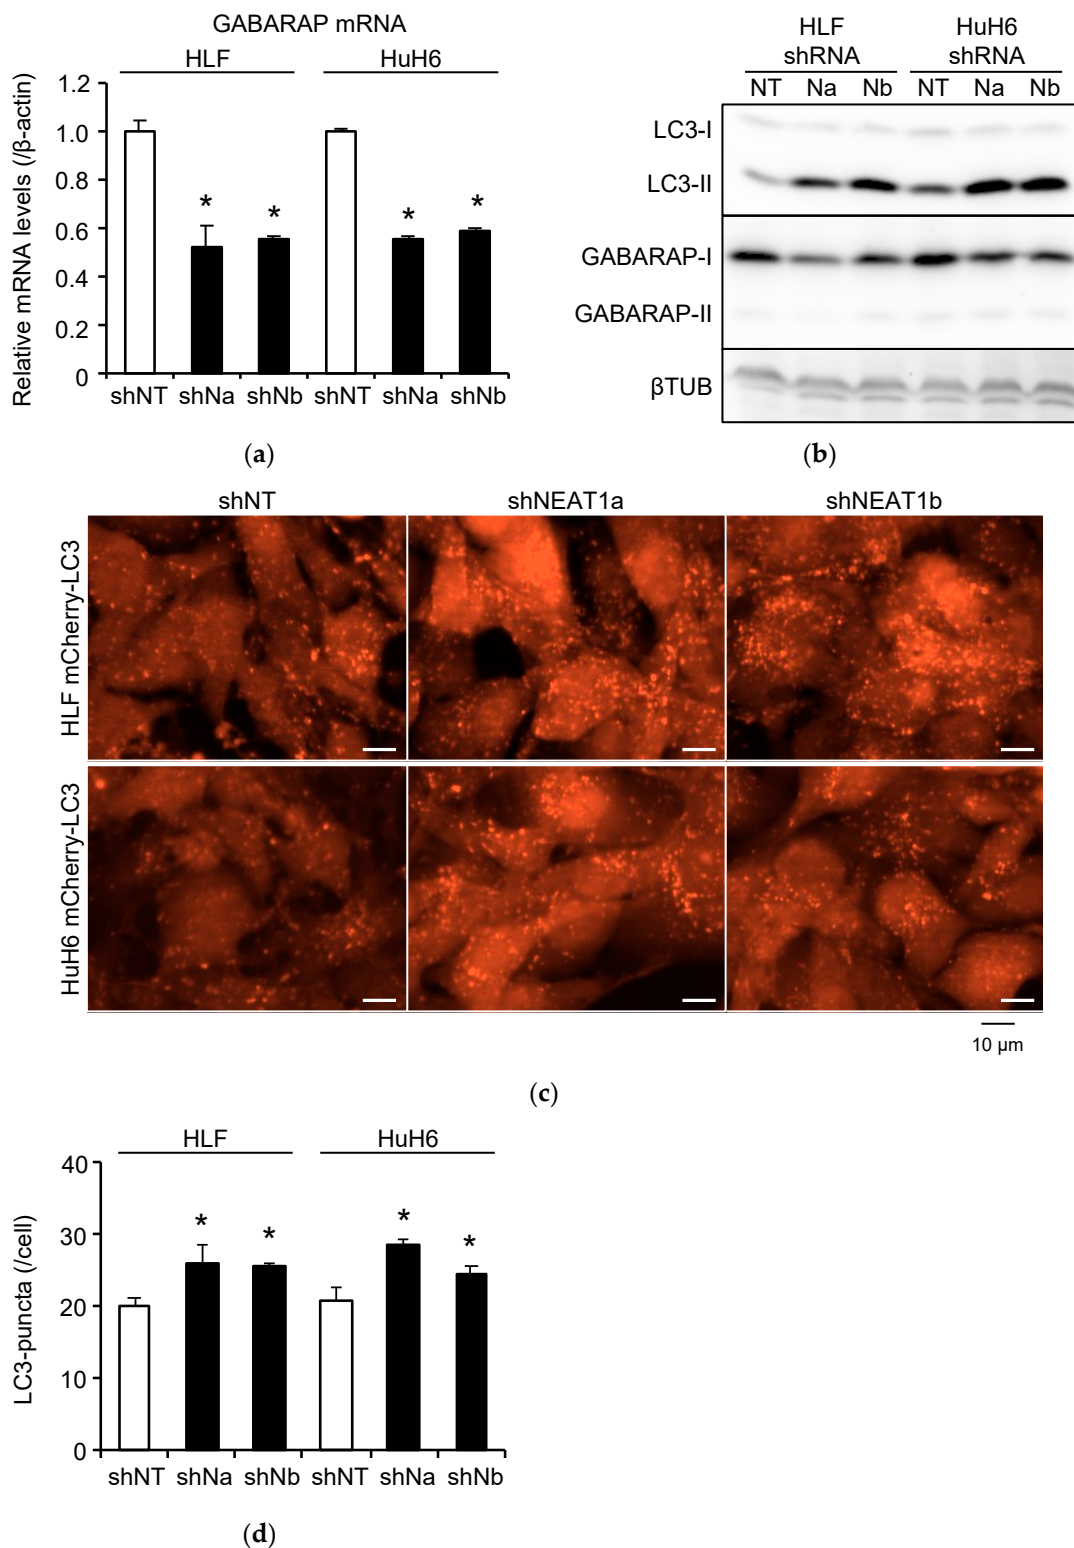 GABARAP mRNA
HLF HuH6
Relative mRNA levels (/β-actin)
1.2
1.0
0.8
0.6
0.4
0.2
0
* * * *
shNT shNa shNb shNT shNa shNb
(a)
HLF HuH6
shRNA shRNA
NT Na Nb NT Na Nb
LC3-I
LC3-II
GABARAP-I
GABARAP-II
βTUB
(b)
shNT shNEAT1a shNEAT1b
HLF mCherry-LC3
HuH6 mCherry-LC3
10 µm
(c)
HLF HuH6
LC3-puncta (/cell)
40
30
20
10
0
* * * *
shNT shNa shNb shNT shNa shNb
(d)